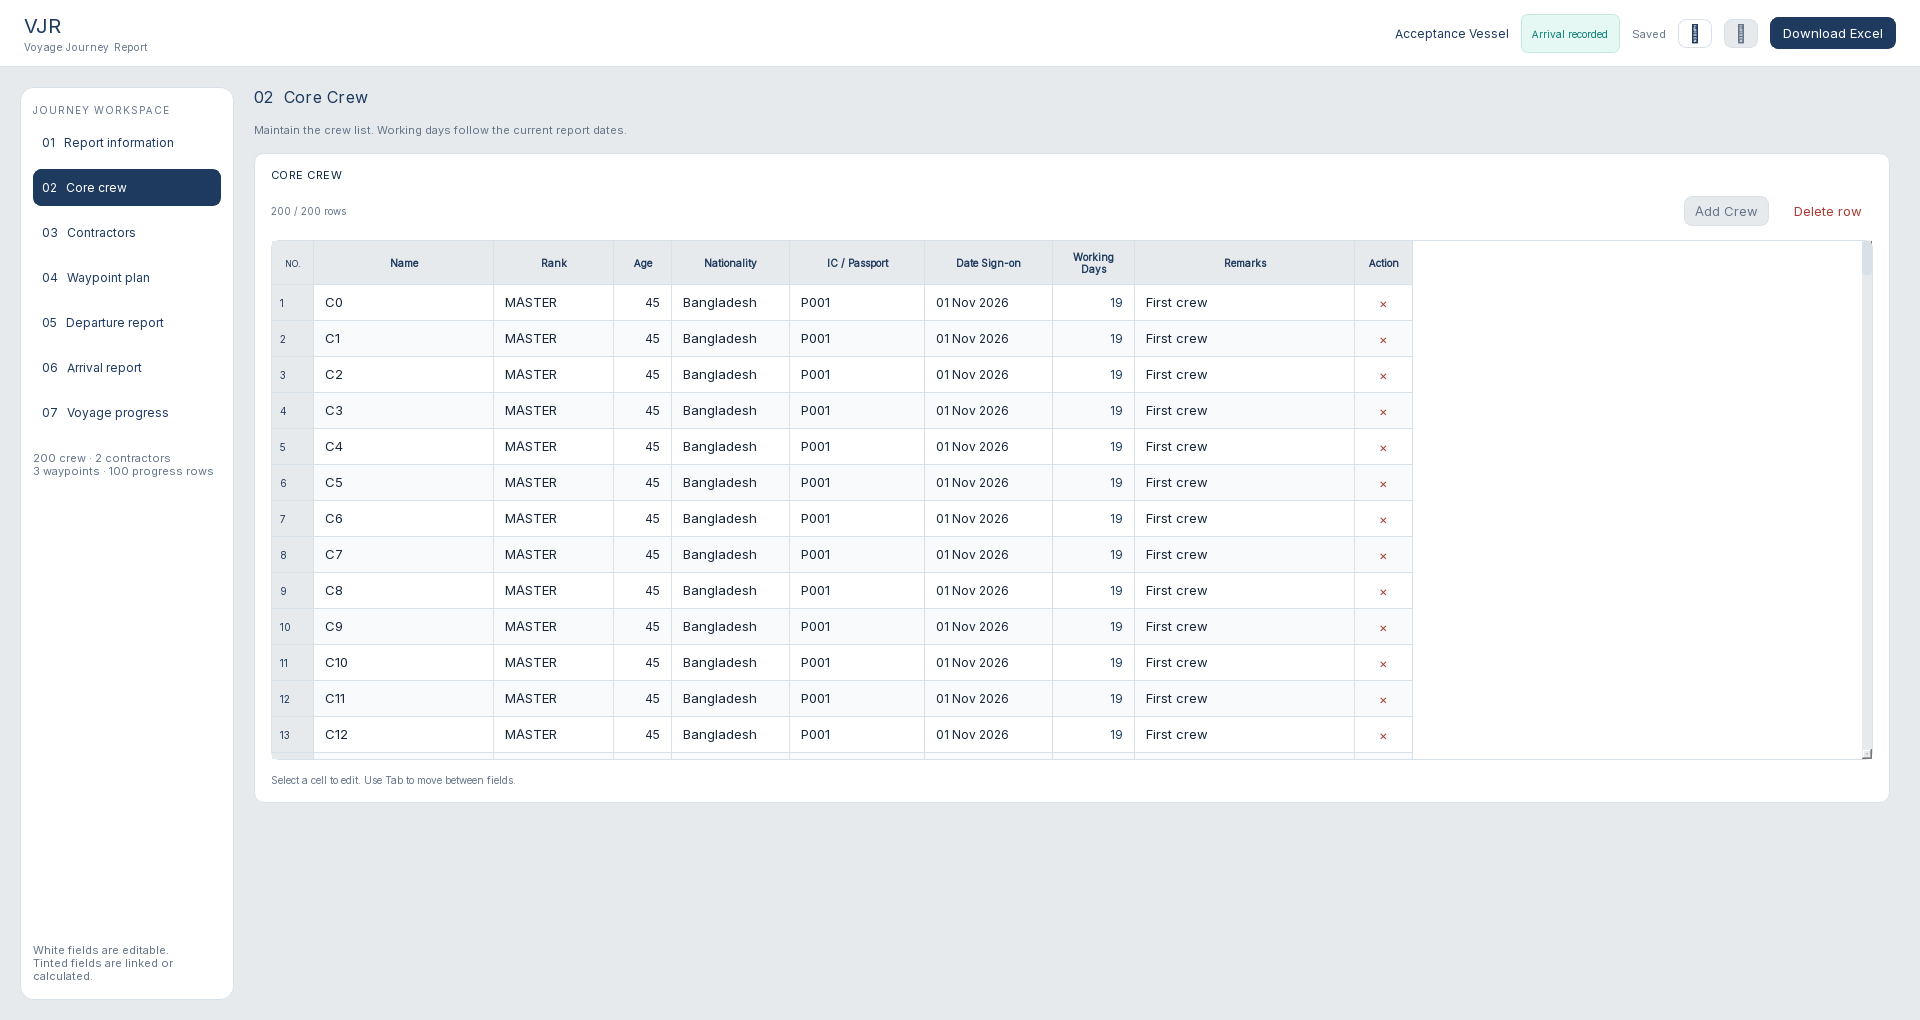 VJR
Voyage Journey Report
Acceptance Vessel
Arrival recorded
Saved
Download Excel
JOURNEY WORKSPACE
01 Report information
02 Core crew
03 Contractors
04 Waypoint plan
05 Departure report
06 Arrival report
07 Voyage progress
200 crew · 2 contractors
3 waypoints · 100 progress rows
White fields are editable.
Tinted fields are linked or
calculated.
02 Core Crew
Maintain the crew list. Working days follow the current report dates.
CORE CREW
200 / 200 rows
Add Crew
Delete row
NO. Name Rank Age Nationality IC / Passport Date Sign-on Working Days Remarks Action
1 C0 MASTER 45 Bangladesh P001 01 Nov 2026 19 First crew ×
2 C1 MASTER 45 Bangladesh P001 01 Nov 2026 19 First crew ×
3 C2 MASTER 45 Bangladesh P001 01 Nov 2026 19 First crew ×
4 C3 MASTER 45 Bangladesh P001 01 Nov 2026 19 First crew ×
5 C4 MASTER 45 Bangladesh P001 01 Nov 2026 19 First crew ×
6 C5 MASTER 45 Bangladesh P001 01 Nov 2026 19 First crew ×
7 C6 MASTER 45 Bangladesh P001 01 Nov 2026 19 First crew ×
8 C7 MASTER 45 Bangladesh P001 01 Nov 2026 19 First crew ×
9 C8 MASTER 45 Bangladesh P001 01 Nov 2026 19 First crew ×
10 C9 MASTER 45 Bangladesh P001 01 Nov 2026 19 First crew ×
11 C10 MASTER 45 Bangladesh P001 01 Nov 2026 19 First crew ×
12 C11 MASTER 45 Bangladesh P001 01 Nov 2026 19 First crew ×
13 C12 MASTER 45 Bangladesh P001 01 Nov 2026 19 First crew ×
Select a cell to edit. Use Tab to move between fields.